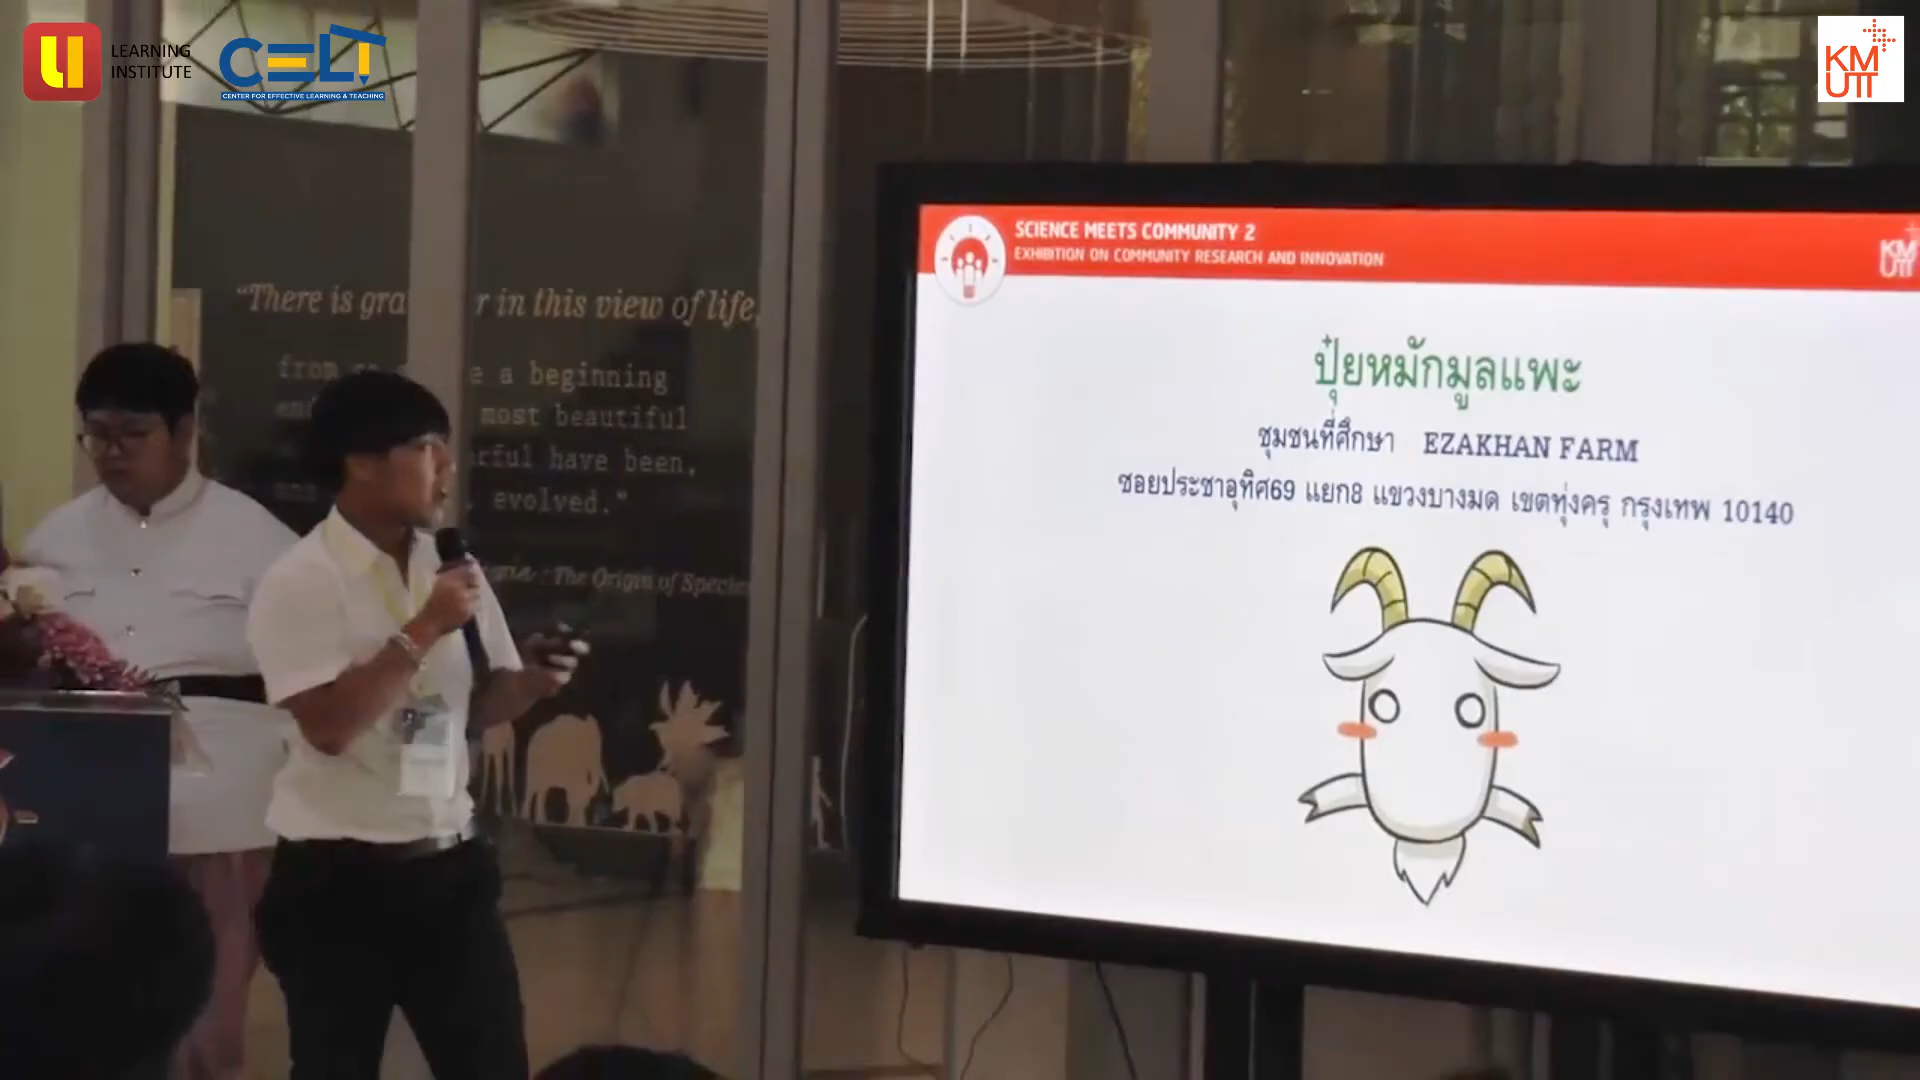 LEARNING
INSTITUTE
CELT
CENTER FOR EFFECTIVE LEARNING & TEACHING
KM
UTT
SCIENCE MEETS COMMUNITY 2
EXHIBITION ON COMMUNITY RESEARCH AND INNOVATION
KM
UTT
ปุ๋ยหมักมูลแพะ
ชุมชนที่ศึกษา EZAKHAN FARM
ซอยประชาอุทิศ69 แยก8 แขวงบางมด เขตทุ่งครุ กรุงเทพ 10140
"There is gra r in this view of life,
from e a beginning
most beautiful
rful have been,
evolved."
: The Origin of Species